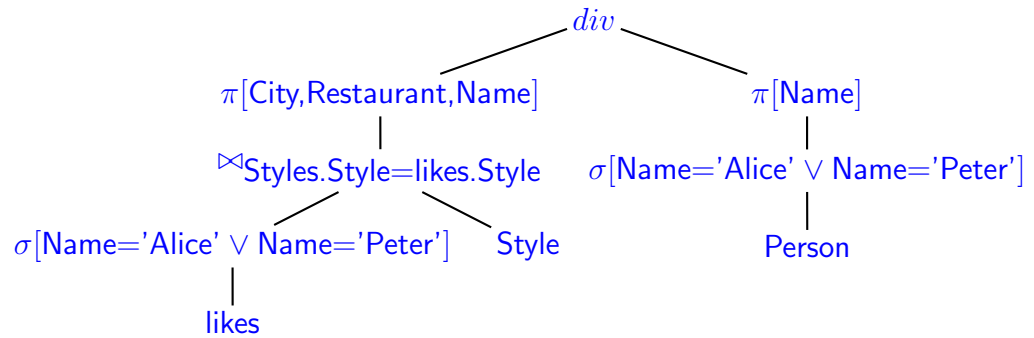 div
π[City,Restaurant,Name] π[Name]
⋈Styles.Style=likes.Style σ[Name='Alice' ∨ Name='Peter']
σ[Name='Alice' ∨ Name='Peter'] Style Person
likes